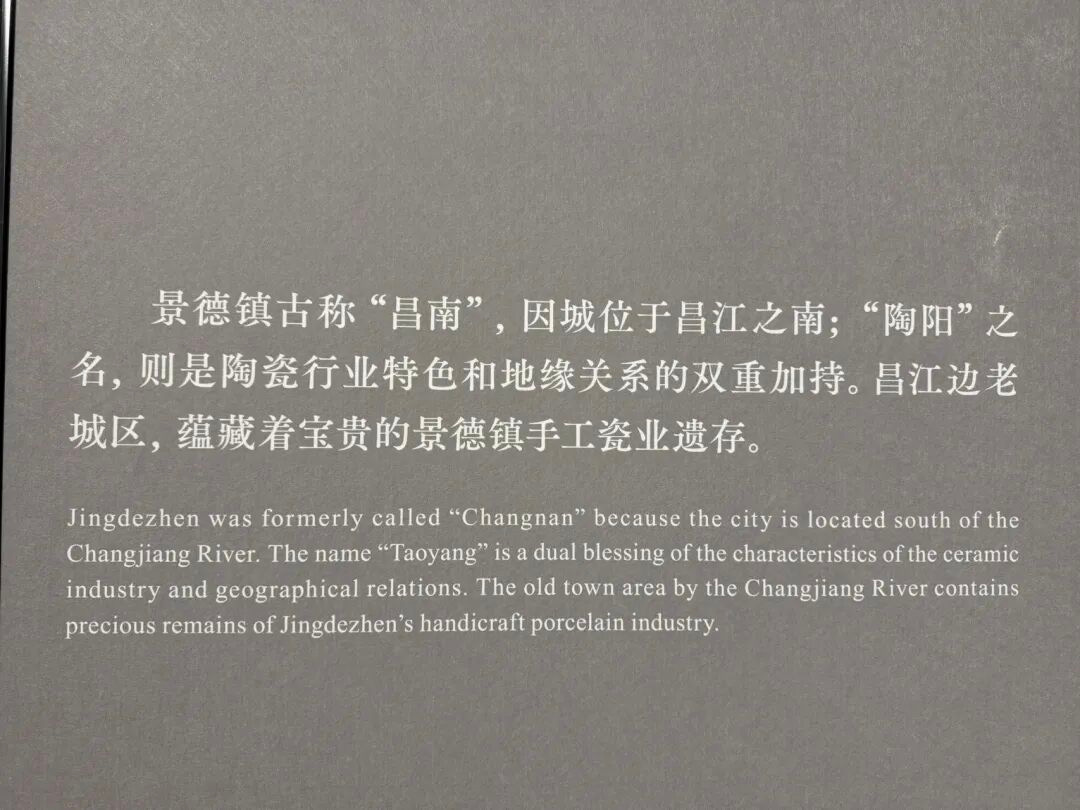 景德镇古称“昌南”，因城位于昌江之南；“陶阳”之
名，则是陶瓷行业特色和地缘关系的双重加持。昌江边老
城区，蕴藏着宝贵的景德镇手工瓷业遗存。
Jingdezhen was formerly called “Changnan” because the city is located south of the
Changjiang River. The name “Taoyang” is a dual blessing of the characteristics of the ceramic
industry and geographical relations. The old town area by the Changjiang River contains
precious remains of Jingdezhen’s handicraft porcelain industry.